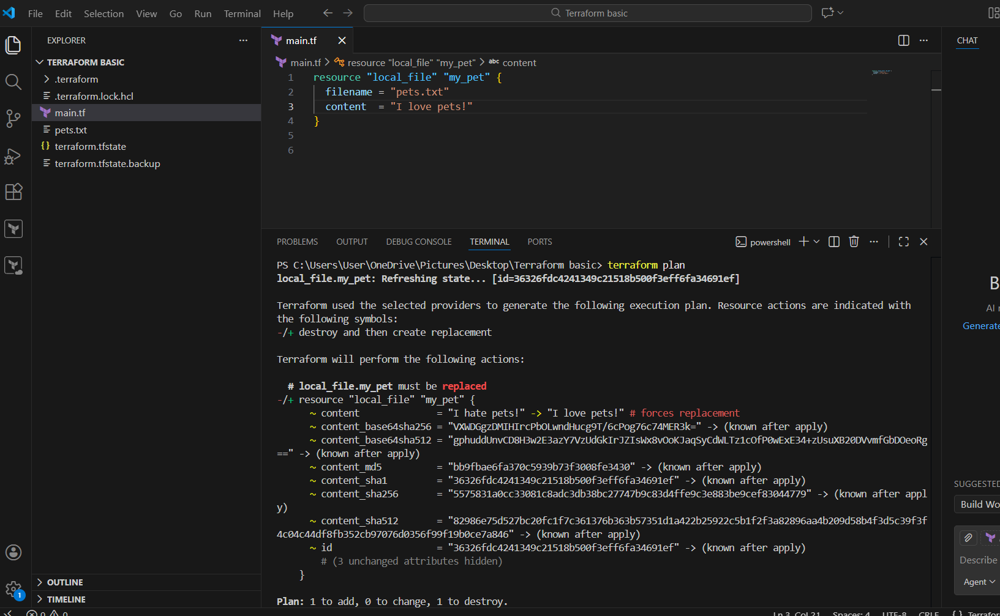 File Edit Selection View Go Run Terminal Help
Terraform basic
EXPLORER
TERRAFORM BASIC
.terraform
.terraform.lock.hcl
main.tf
pets.txt
terraform.tfstate
terraform.tfstate.backup
OUTLINE
TIMELINE
1
main.tf
main.tf > resource "local_file" "my_pet" > abc content
1 resource "local_file" "my_pet" {
2 filename = "pets.txt"
3 content = "I love pets!"
4 }
5
6
PROBLEMS OUTPUT DEBUG CONSOLE TERMINAL PORTS
powershell
PS C:\Users\User\OneDrive\Pictures\Desktop\Terraform basic> terraform plan
local_file.my_pet: Refreshing state... [id=36326fdc4241349c21518b500f3eff6fa34691ef]
Terraform used the selected providers to generate the following execution plan. Resource actions are indicated with
the following symbols:
-/+ destroy and then create replacement
Terraform will perform the following actions:
# local_file.my_pet must be replaced
-/+ resource "local_file" "my_pet" {
~ content = "I hate pets!" -> "I love pets!" # forces replacement
~ content_base64sha256 = "VXWDGgzDMIHIrcPbOLwndHucg9T/6cPog76c74MER3k=" -> (known after apply)
~ content_base64sha512 = "gphuddUnvCD8H3w2E3azY7VzUdGkIrJZIsWx8vOoKJaqSyCdWLTz1cOfP0wExE34+zUsuXB20DVvmfGbDOeoRg
==" -> (known after apply)
~ content_md5 = "bb9fbae6fa370c5939b73f3008fe3430" -> (known after apply)
~ content_sha1 = "36326fdc4241349c21518b500f3eff6fa34691ef" -> (known after apply)
~ content_sha256 = "5575831a0cc33081c8adc3db38bc27747b9c83d4ffe9c3e883be9cef83044779" -> (known after appl
y)
~ content_sha512 = "82986e75d527bc20fc1f7c361376b363b57351d1a422b25922c5b1f2f3a82896aa4b209d58b4f3d5c39f3f
4c04c44df8fb352cb97076d0356f99f19b0ce7a846" -> (known after apply)
~ id = "36326fdc4241349c21518b500f3eff6fa34691ef" -> (known after apply)
# (3 unchanged attributes hidden)
}
Plan: 1 to add, 0 to change, 1 to destroy.
CHAT
B
AI
Generate
SUGGESTED
Build Wo
Describe
Agent
0 0
Ln 3, Col 21 Spaces: 4 UTF-8 CRLF {} Terrafor